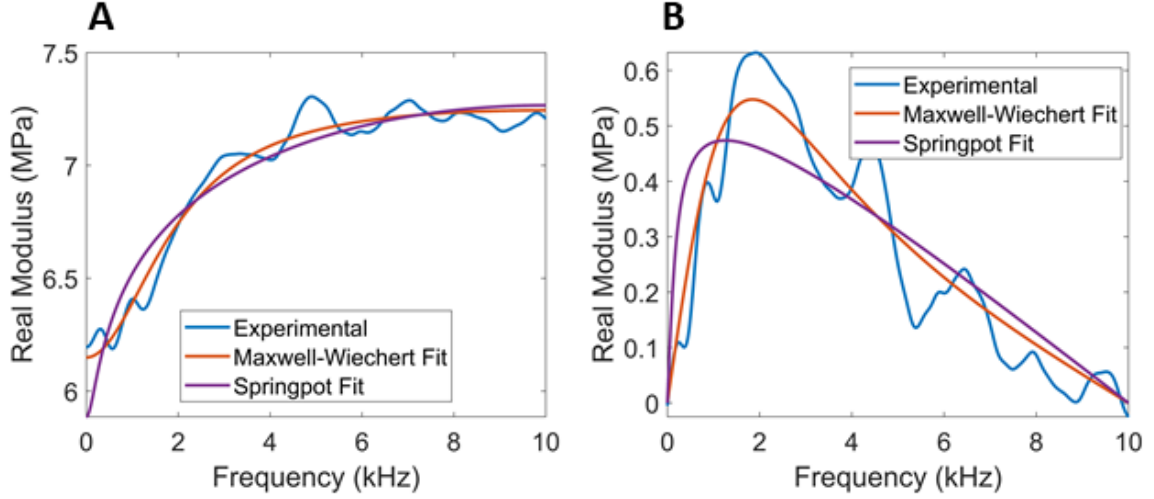 A
7.5
7
6.5
6
Real Modulus (MPa)
Experimental
Maxwell-Wiechert Fit
Springpot Fit
0 2 4 6 8 10
Frequency (kHz)
B
0.6
0.5
0.4
0.3
0.2
0.1
0
Real Modulus (MPa)
Experimental
Maxwell-Wiechert Fit
Springpot Fit
0 2 4 6 8 10
Frequency (kHz)